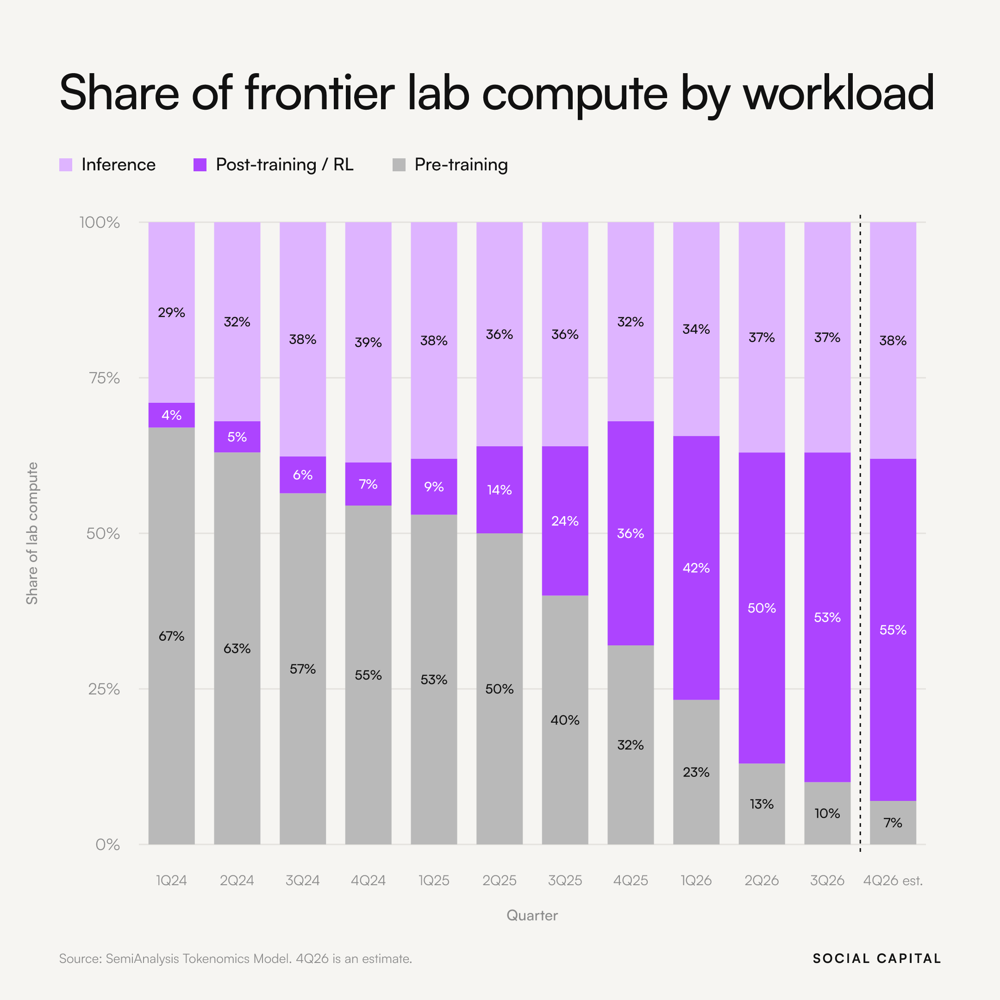 Share of frontier lab compute by workload
Inference Post-training / RL Pre-training
Share of lab compute
100%
75%
50%
25%
0%
29% 32% 38% 39% 38% 36% 36% 32% 34% 37% 37% 38%
4% 5% 6% 7% 9% 14% 24% 36% 42% 50% 53% 55%
67% 63% 57% 55% 53% 50% 40% 32% 23% 13% 10% 7%
1Q24 2Q24 3Q24 4Q24 1Q25 2Q25 3Q25 4Q25 1Q26 2Q26 3Q26 4Q26 est.
Quarter
Source: SemiAnalysis Tokenomics Model. 4Q26 is an estimate.
SOCIAL CAPITAL